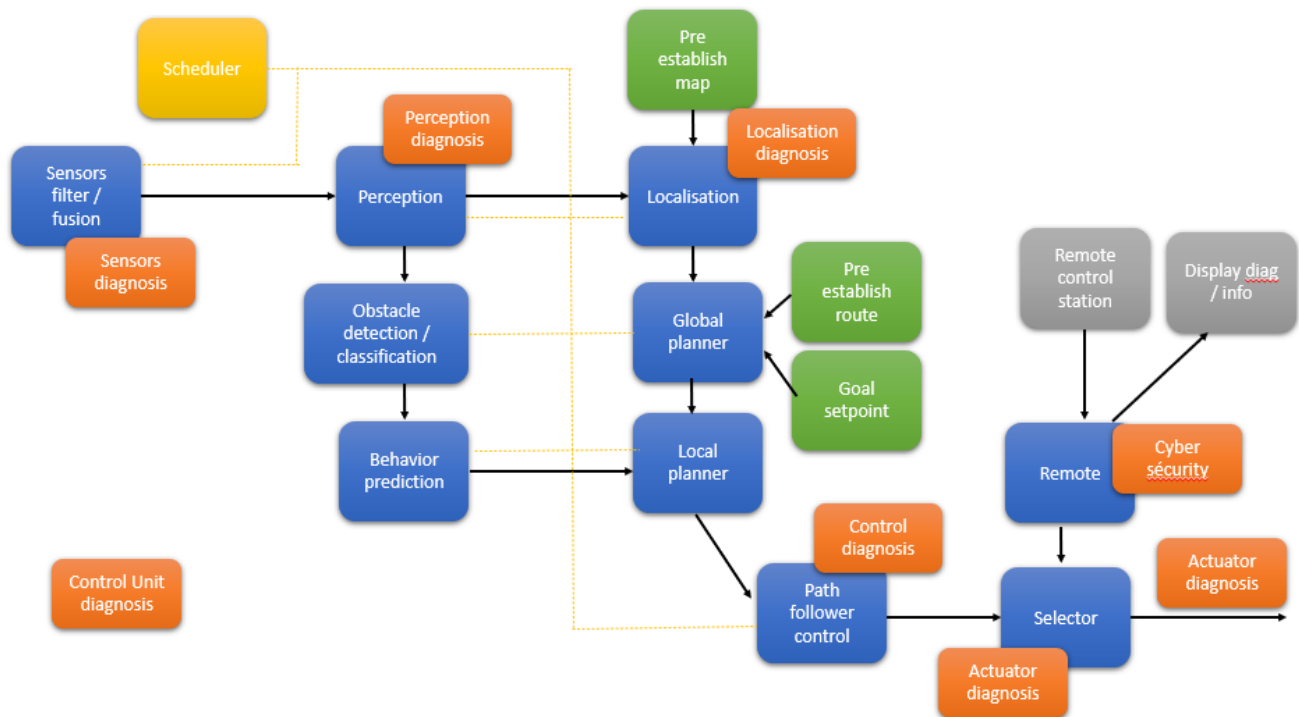 Scheduler
Pre
establish
map
Perception
diagnosis
Localisation
diagnosis
Sensors
filter /
fusion
Perception
Localisation
Sensors
diagnosis
Remote
control
station
Display diag
/ info
Obstacle
detection /
classification
Global
planner
Pre
establish
route
Goal
setpoint
Behavior
prediction
Local
planner
Remote
Cyber
sécurity
Control
diagnosis
Control Unit
diagnosis
Actuator
diagnosis
Path
follower
control
Selector
Actuator
diagnosis